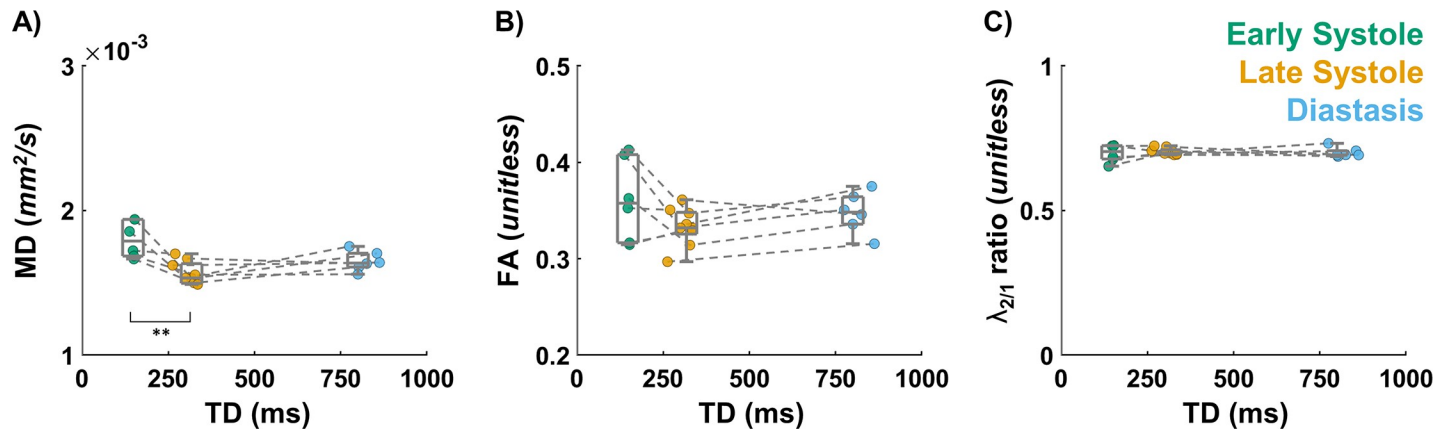 A)
×10⁻³
3
2
1
MD (mm²/s)
**
0 250 500 750 1000
TD (ms)
B)
0.5
0.4
0.3
0.2
FA (unitless)
0 250 500 750 1000
TD (ms)
C)
Early Systole
Late Systole
Diastasis
1
0.5
0
λ₂/₁ ratio (unitless)
0 250 500 750 1000
TD (ms)